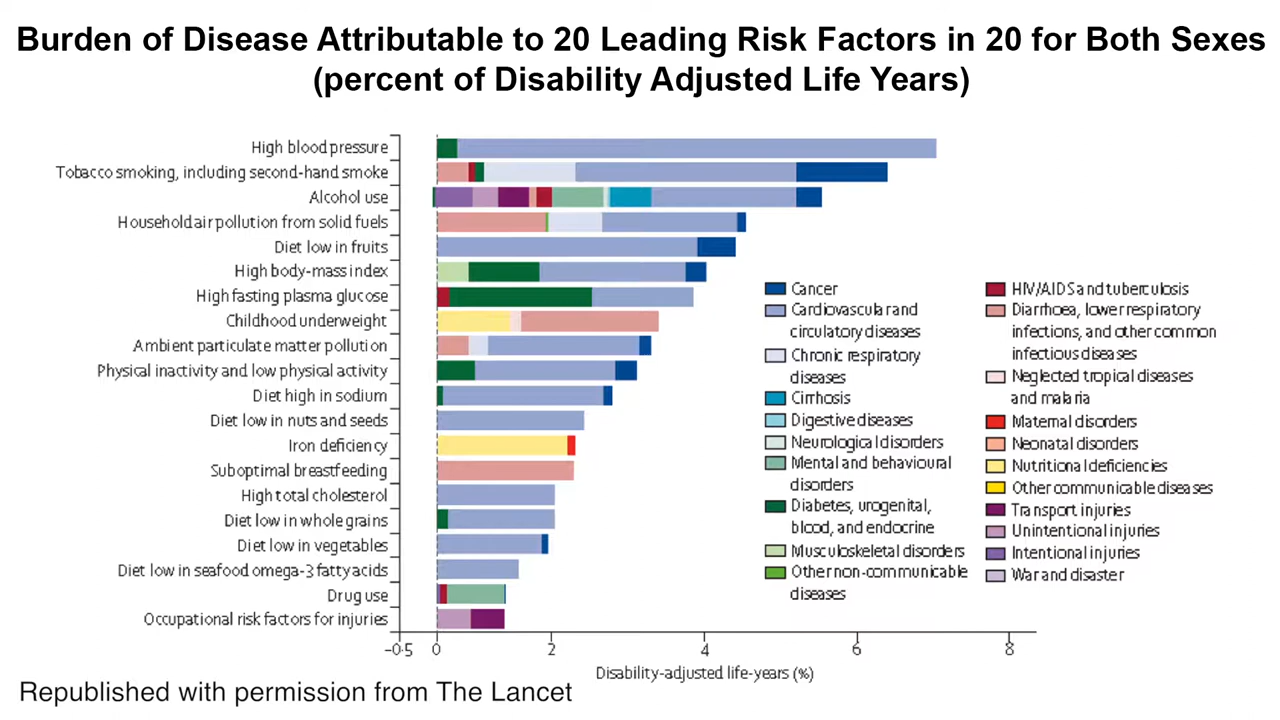 Burden of Disease Attributable to 20 Leading Risk Factors in 20 for Both Sexes
(percent of Disability Adjusted Life Years)
High blood pressure
Tobacco smoking, including second-hand smoke
Alcohol use
Household air pollution from solid fuels
Diet low in fruits
High body-mass index
High fasting plasma glucose
Childhood underweight
Ambient particulate matter pollution
Physical inactivity and low physical activity
Diet high in sodium
Diet low in nuts and seeds
Iron deficiency
Suboptimal breastfeeding
High total cholesterol
Diet low in whole grains
Diet low in vegetables
Diet low in seafood omega-3 fatty acids
Drug use
Occupational risk factors for injuries
Cancer
Cardiovascular and
circulatory diseases
Chronic respiratory
diseases
Cirrhosis
Digestive diseases
Neurological disorders
Mental and behavioural
disorders
Diabetes, urogenital,
blood, and endocrine
Musculoskeletal disorders
Other non-communicable
diseases
HIV/AIDS and tuberculosis
Diarrhoea, lower respiratory
infections, and other common
infectious diseases
Neglected tropical diseases
and malaria
Maternal disorders
Neonatal disorders
Nutritional deficiencies
Other communicable diseases
Transport injuries
Unintentional injuries
Intentional injuries
War and disaster
-0·5 0 2 4 6 8
Disability-adjusted life-years (%)
Republished with permission from The Lancet